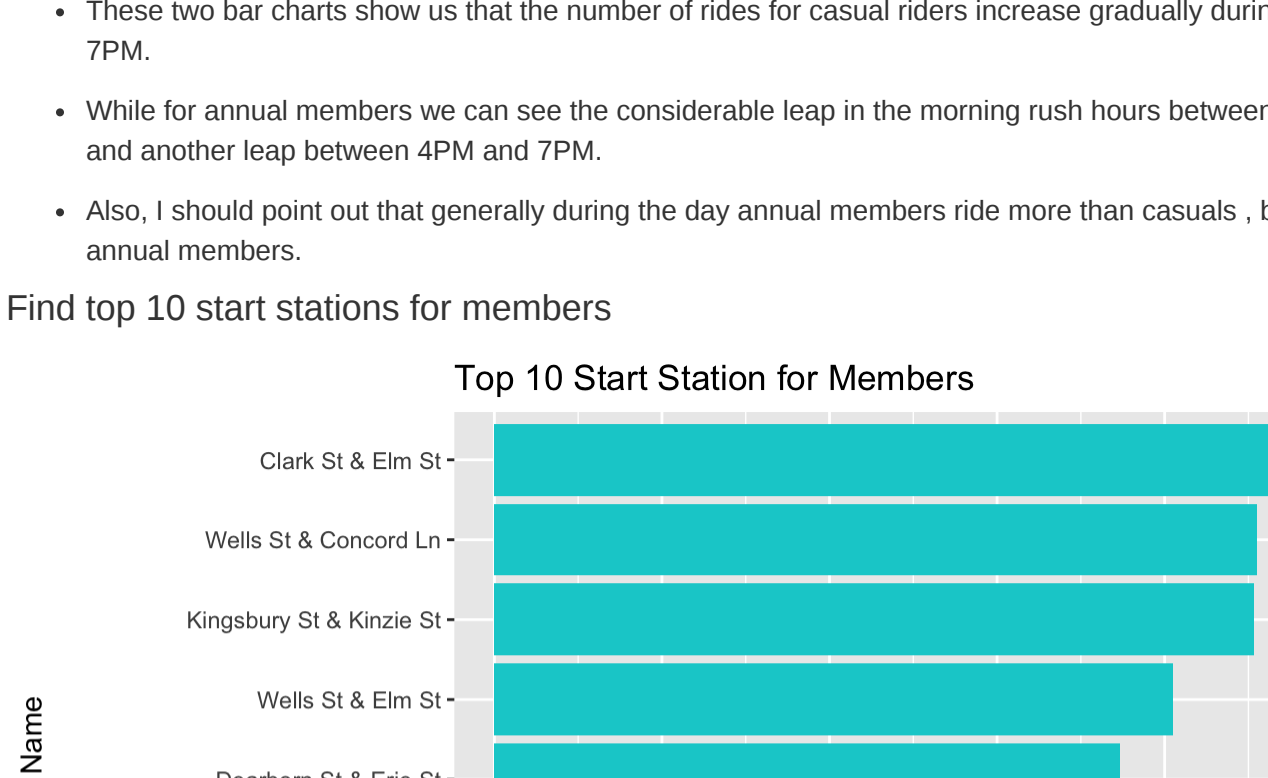 These two bar charts show us that the number of rides for casual riders increase gradually
7PM.
While for annual members we can see the considerable leap in the morning rush hours between
and another leap between 4PM and 7PM.
Also, I should point out that generally during the day annual members ride more than casuals ,
annual members.
Find top 10 start stations for members
Top 10 Start Station for Members
Clark St & Elm St
Wells St & Concord Ln
Kingsbury St & Kinzie St
Wells St & Elm St
Dearborn St & Erie St
Name